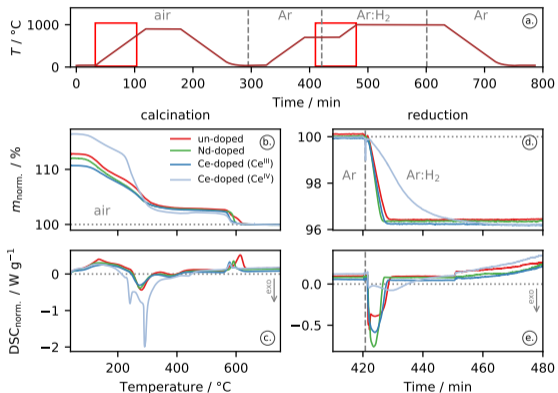 air
Ar
Ar:H₂
Ar
a.
1000
0
T / °C
0
100
200
300
400
500
600
700
800
Time / min
calcination
reduction
b.
un-doped
Nd-doped
Ce-doped (Ceᴵᴵᴵ)
Ce-doped (Ceᴵⱽ)
110
100
m norm. / %
air
d.
100
98
96
Ar
Ar:H₂
0
−1
−2
DSC norm. / W g⁻¹
exo
c.
200
400
600
Temperature / °C
0.0
−0.5
exo
e.
420
440
460
480
Time / min